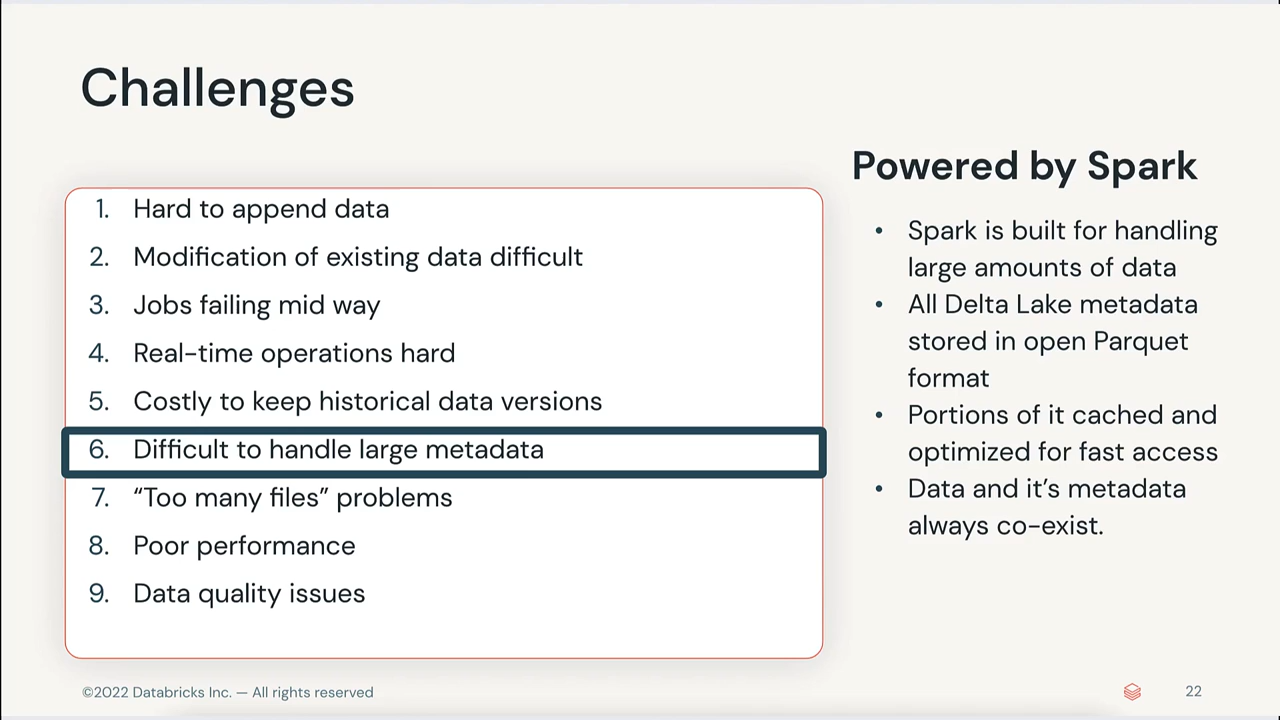 Challenges
1. Hard to append data
2. Modification of existing data difficult
3. Jobs failing mid way
4. Real-time operations hard
5. Costly to keep historical data versions
6. Difficult to handle large metadata
7. “Too many files” problems
8. Poor performance
9. Data quality issues
Powered by Spark
• Spark is built for handling
large amounts of data
• All Delta Lake metadata
stored in open Parquet
format
• Portions of it cached and
optimized for fast access
• Data and it’s metadata
always co-exist.
©2022 Databricks Inc. — All rights reserved
22